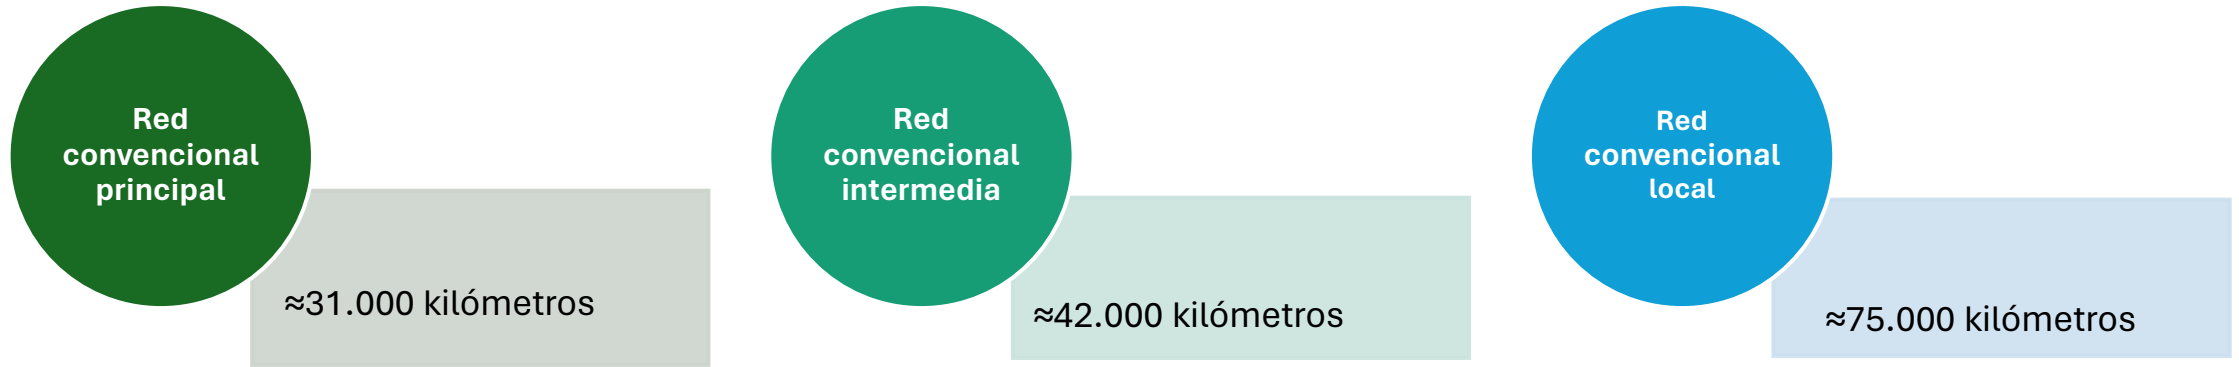 Red
convencional
principal
≈31.000 kilómetros
Red
convencional
intermedia
≈42.000 kilómetros
Red
convencional
local
≈75.000 kilómetros